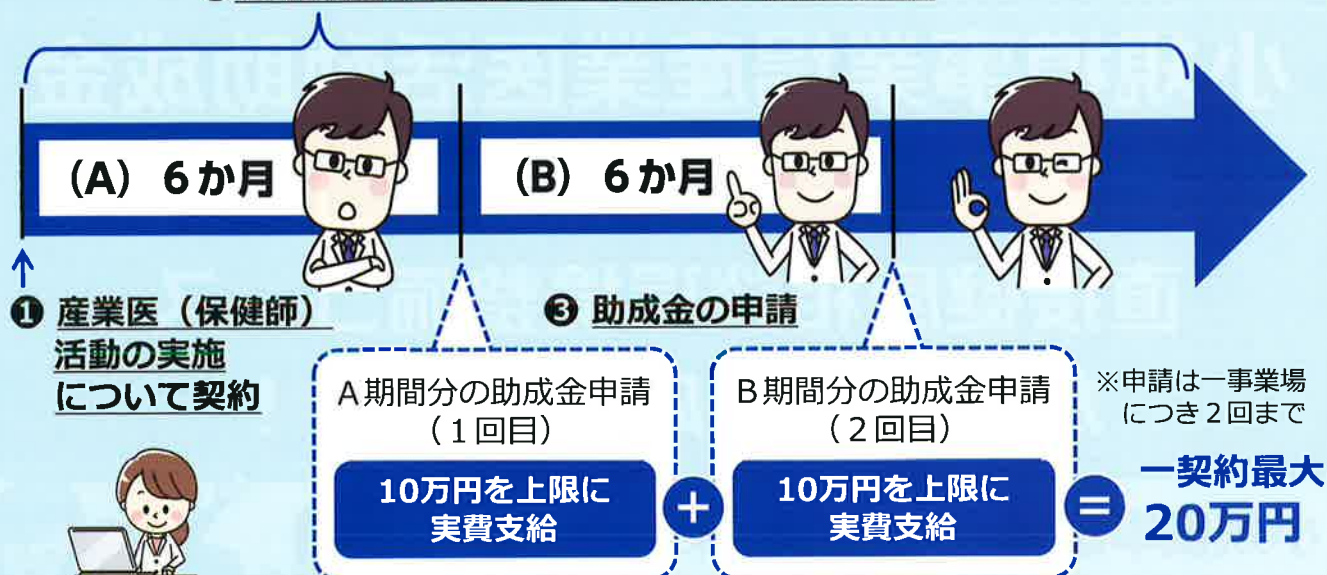 (A) 6か月
(B) 6か月
❶ 産業医(保健師)
活動の実施
について契約
❸ 助成金の申請
A期間分の助成金申請
(1回目)
10万円を上限に
実費支給
+
B期間分の助成金申請
(2回目)
10万円を上限に
実費支給
=
※申請は一事業場
につき2回まで
一契約最大
20万円